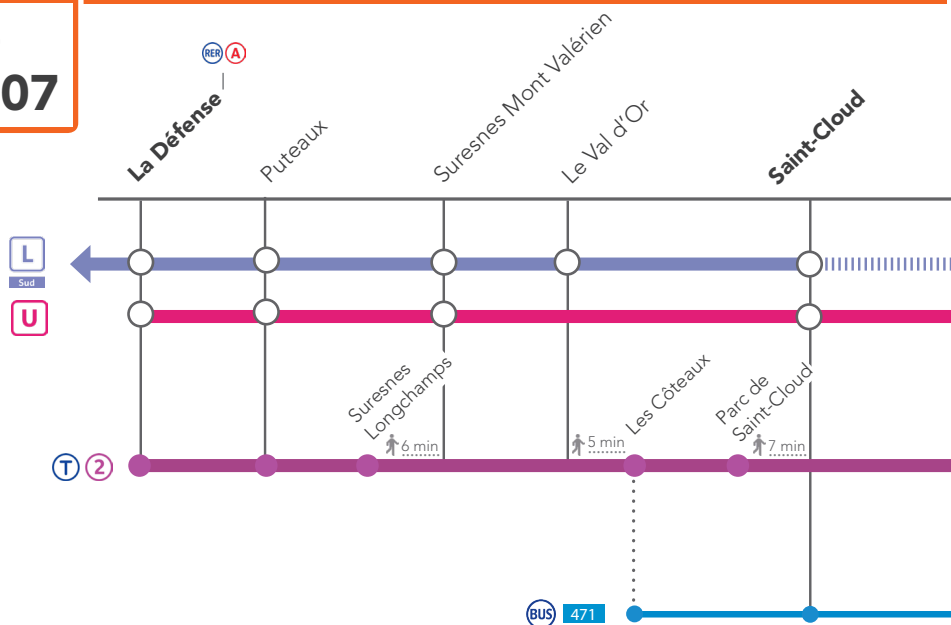 07
RER A
La Défense
Puteaux
Suresnes Mont Valérien
Le Val d'Or
Saint-Cloud
L
Sud
U
Suresnes
Longchamps
6 min
5 min
Les Côteaux
Parc de
Saint-Cloud
7 min
T 2
BUS 471